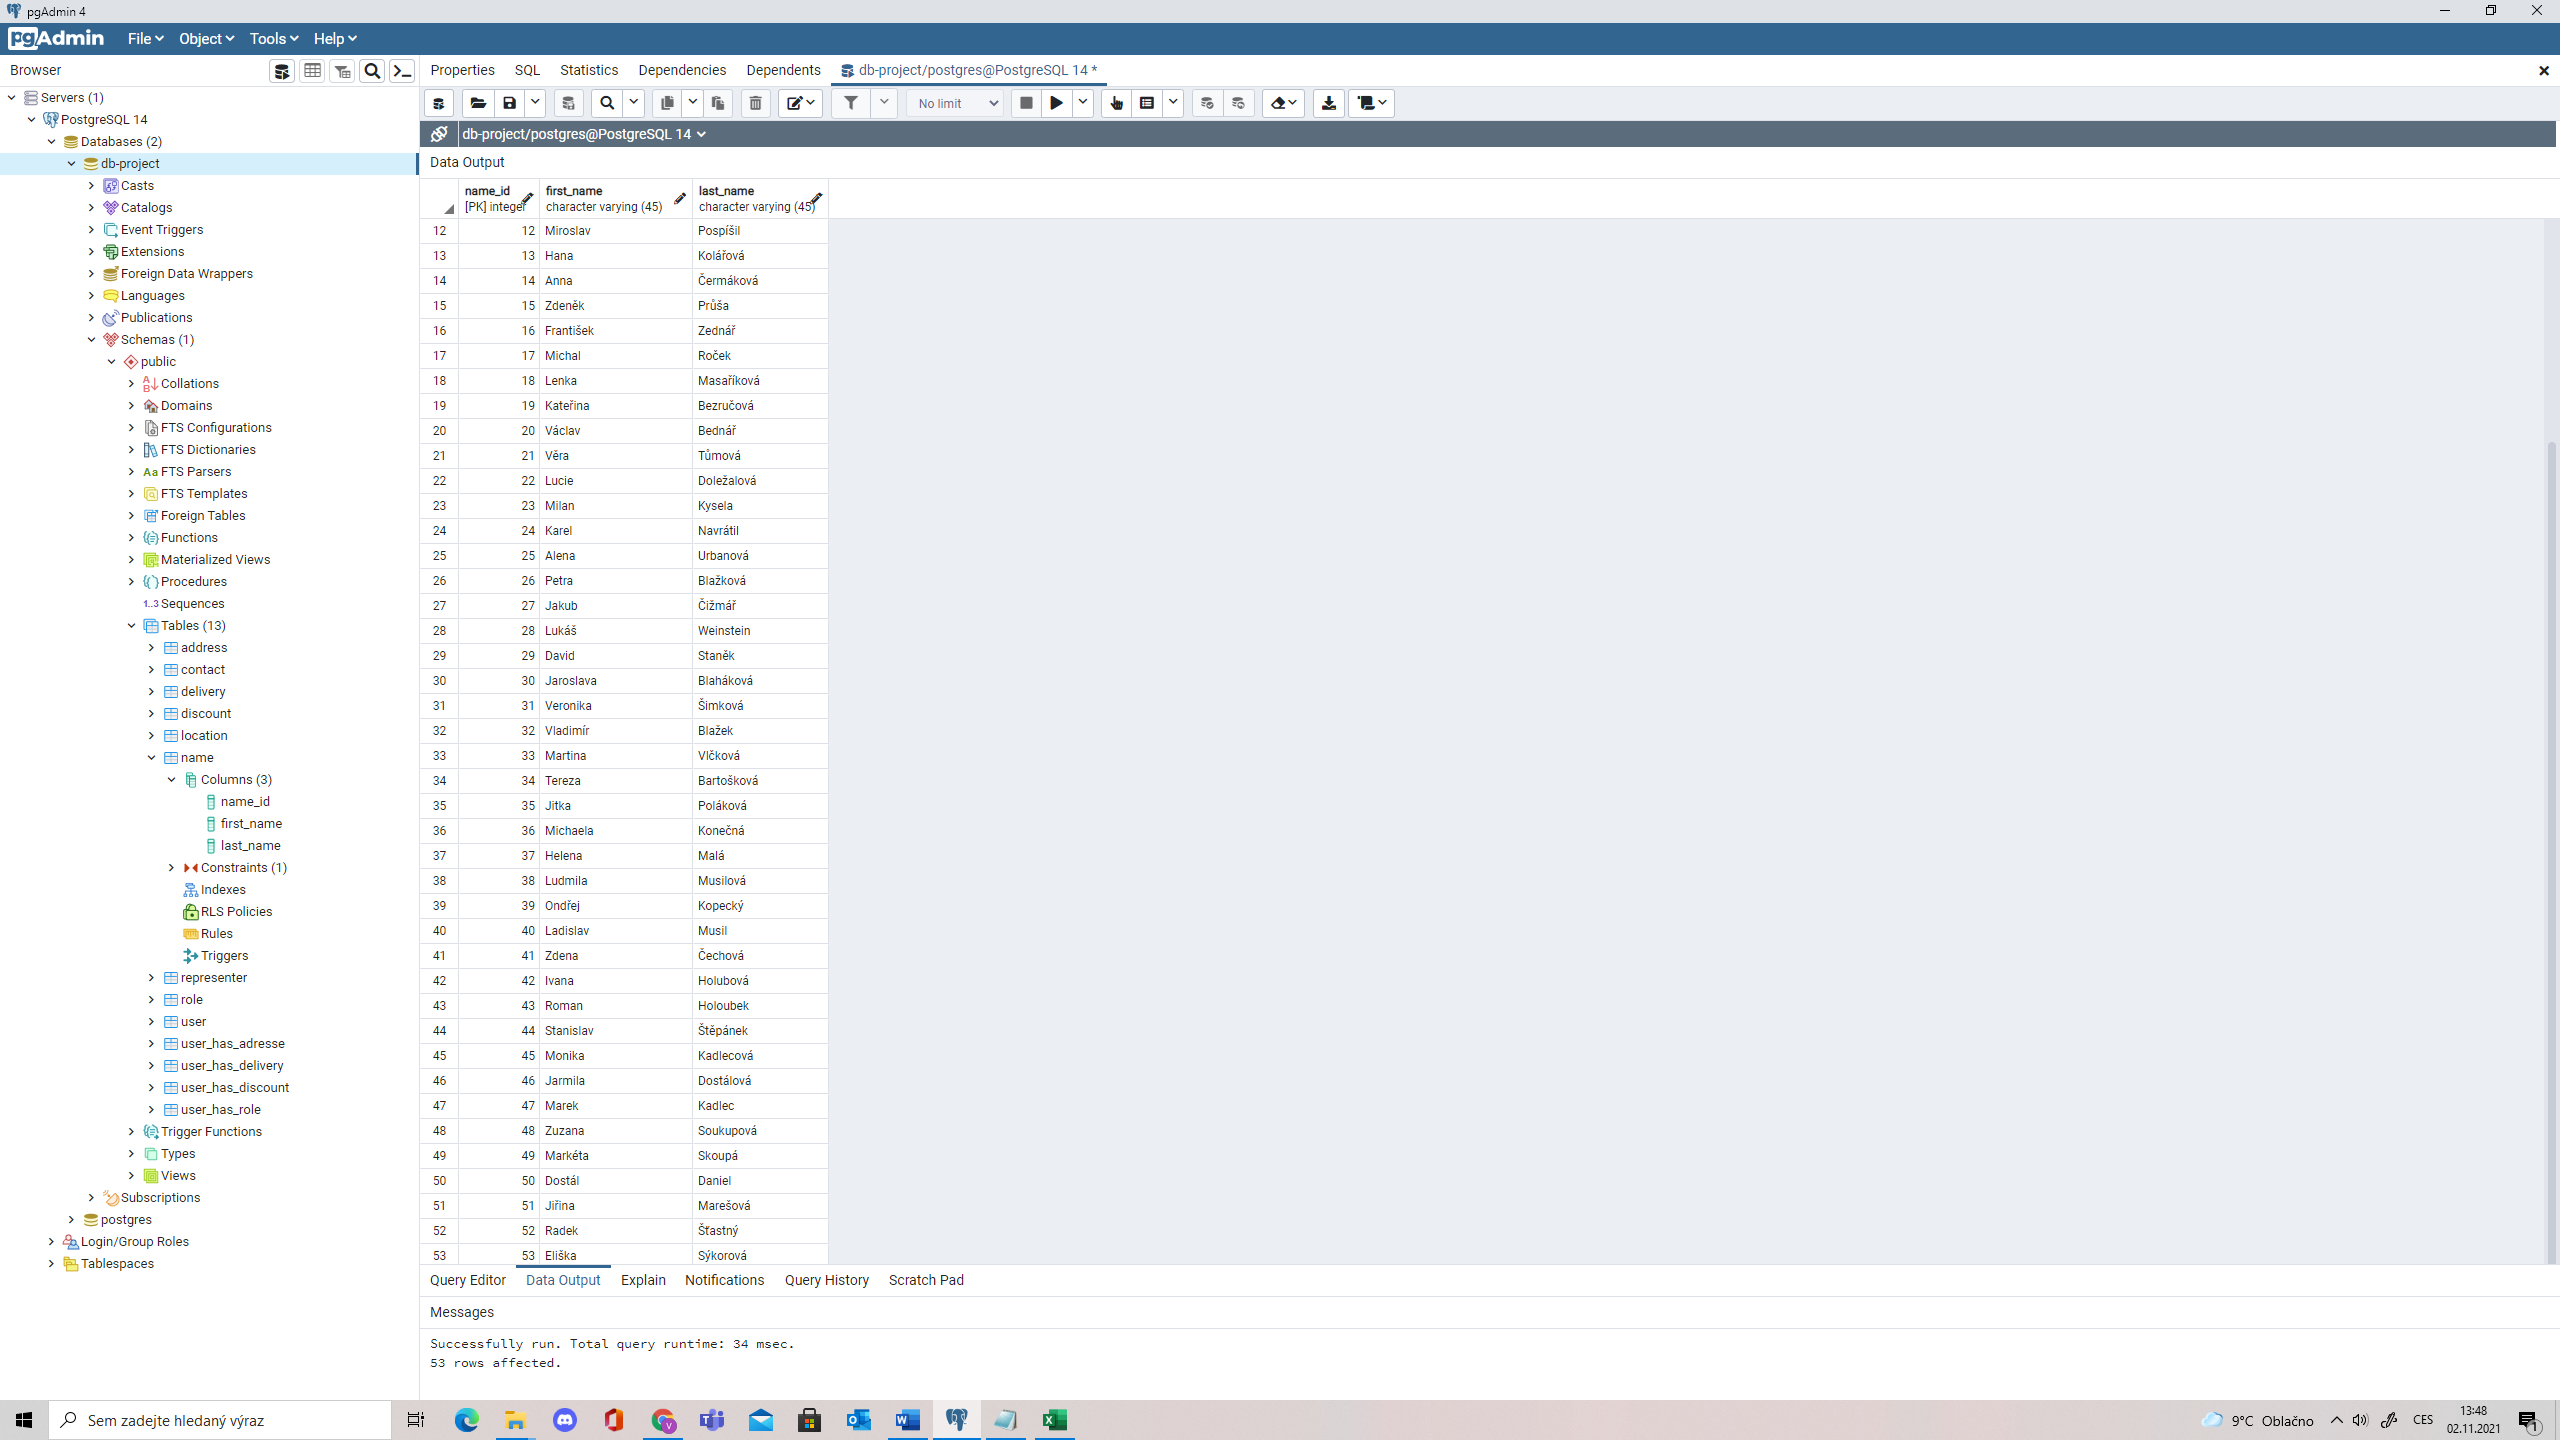 pgAdmin 4
pgAdmin File Object Tools Help
Browser
Properties SQL Statistics Dependencies Dependents db-project/postgres@PostgreSQL 14 *
Servers (1)
PostgreSQL 14
Databases (2)
db-project
Casts
Catalogs
Event Triggers
Extensions
Foreign Data Wrappers
Languages
Publications
Schemas (1)
public
Collations
Domains
FTS Configurations
FTS Dictionaries
FTS Parsers
FTS Templates
Foreign Tables
Functions
Materialized Views
Procedures
1..3 Sequences
Tables (13)
address
contact
delivery
discount
location
name
Columns (3)
name_id
first_name
last_name
Constraints (1)
Indexes
RLS Policies
Rules
Triggers
representer
role
user
user_has_adresse
user_has_delivery
user_has_discount
user_has_role
Trigger Functions
Types
Views
Subscriptions
postgres
Login/Group Roles
Tablespaces
No limit
db-project/postgres@PostgreSQL 14
Data Output
name_id first_name last_name
[PK] integer character varying (45) character varying (45)
12 12 Miroslav Pospíšil
13 13 Hana Kolářová
14 14 Anna Čermáková
15 15 Zdeněk Průša
16 16 František Zednář
17 17 Michal Roček
18 18 Lenka Masaříková
19 19 Kateřina Bezručová
20 20 Václav Bednář
21 21 Věra Tůmová
22 22 Lucie Doležalová
23 23 Milan Kysela
24 24 Karel Navrátil
25 25 Alena Urbanová
26 26 Petra Blažková
27 27 Jakub Čižmář
28 28 Lukáš Weinstein
29 29 David Staněk
30 30 Jaroslava Blaháková
31 31 Veronika Šimková
32 32 Vladimír Blažek
33 33 Martina Vlčková
34 34 Tereza Bartošková
35 35 Jitka Poláková
36 36 Michaela Konečná
37 37 Helena Malá
38 38 Ludmila Musilová
39 39 Ondřej Kopecký
40 40 Ladislav Musil
41 41 Zdena Čechová
42 42 Ivana Holubová
43 43 Roman Holoubek
44 44 Stanislav Štěpánek
45 45 Monika Kadlecová
46 46 Jarmila Dostálová
47 47 Marek Kadlec
48 48 Zuzana Soukupová
49 49 Markéta Skoupá
50 50 Dostál Daniel
51 51 Jiřina Marešová
52 52 Radek Šťastný
53 53 Eliška Sýkorová
Query Editor Data Output Explain Notifications Query History Scratch Pad
Messages
Successfully run. Total query runtime: 34 msec.
53 rows affected.
Sem zadejte hledaný výraz
9°C Oblačno CES 13:48
02.11.2021